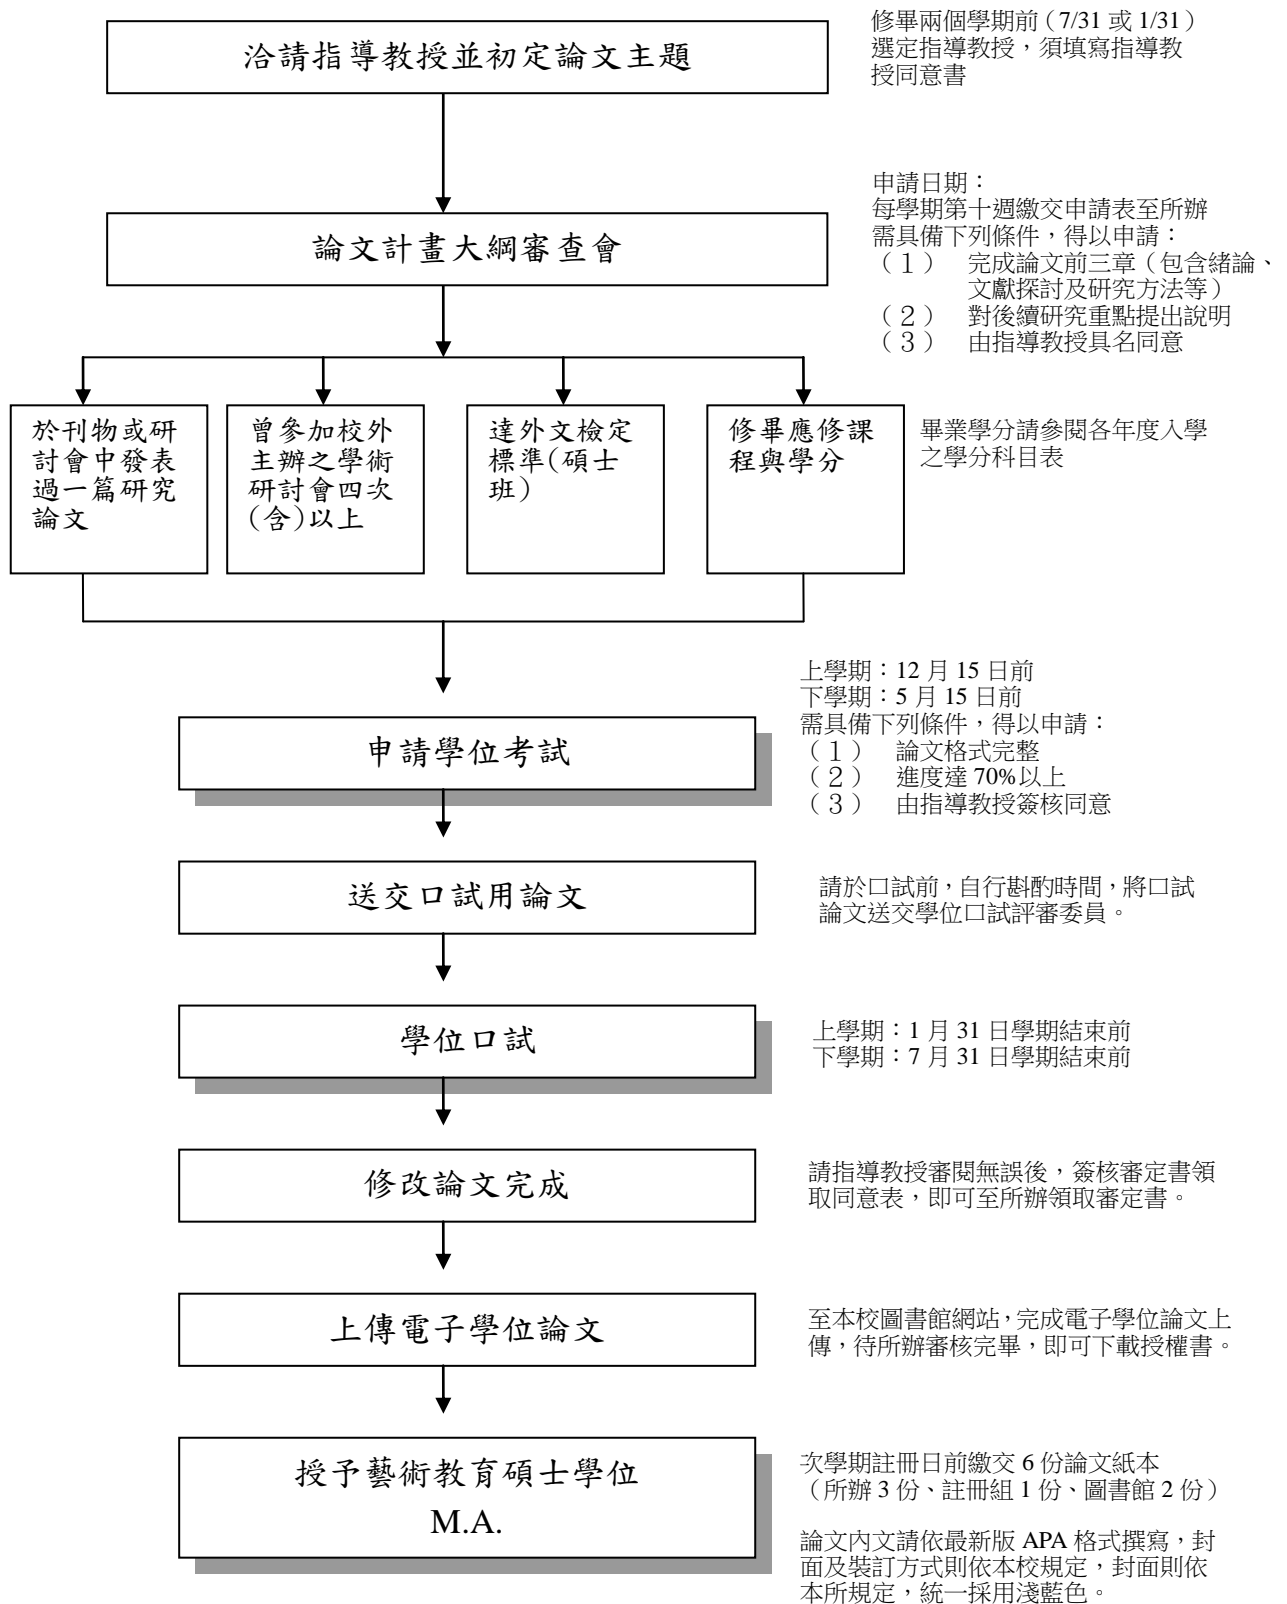 洽請指導教授並初定論文主題
修畢兩個學期前（7/31 或 1/31）
選定指導教授，須填寫指導教
授同意書
論文計畫大綱審查會
申請日期：
每學期第十週繳交申請表至所辦
需具備下列條件，得以申請：
（１） 完成論文前三章（包含緒論、
文獻探討及研究方法等）
（２） 對後續研究重點提出說明
（３） 由指導教授具名同意
於刊物或研
討會中發表
過一篇研究
論文
曾參加校外
主辦之學術
研討會四次
(含)以上
達外文檢定
標準(碩士
班)
修畢應修課
程與學分
畢業學分請參閱各年度入學
之學分科目表
申請學位考試
上學期：12 月 15 日前
下學期：5 月 15 日前
需具備下列條件，得以申請：
（１） 論文格式完整
（２） 進度達 70%以上
（３） 由指導教授簽核同意
送交口試用論文
請於口試前，自行斟酌時間，將口試
論文送交學位口試評審委員。
學位口試
上學期：1 月 31 日學期結束前
下學期：7 月 31 日學期結束前
修改論文完成
請指導教授審閱無誤後，簽核審定書領
取同意表，即可至所辦領取審定書。
上傳電子學位論文
至本校圖書館網站，完成電子學位論文上
傳，待所辦審核完畢，即可下載授權書。
授予藝術教育碩士學位
M.A.
次學期註冊日前繳交 6 份論文紙本
（所辦 3 份、註冊組 1 份、圖書館 2 份）
論文內文請依最新版 APA 格式撰寫，封
面及裝訂方式則依本校規定，封面則依
本所規定，統一採用淺藍色。